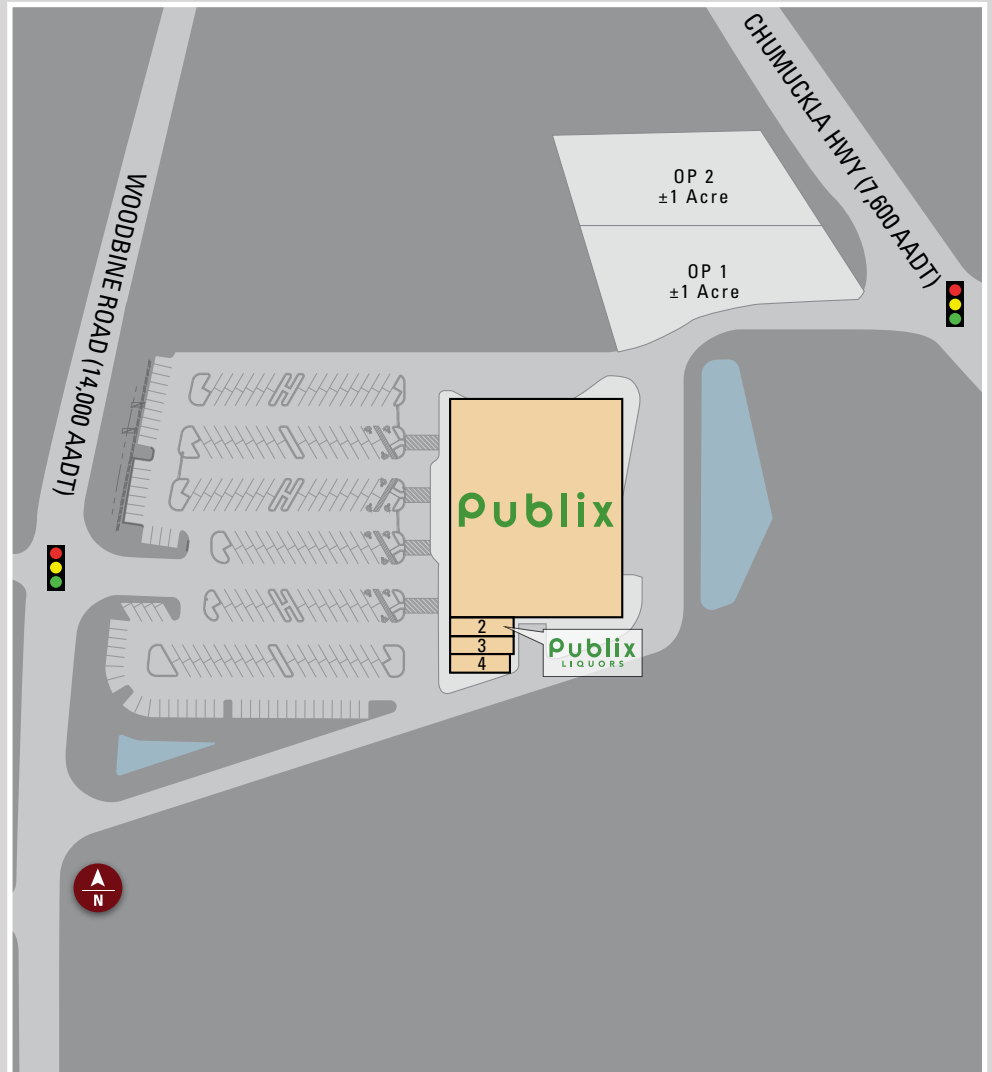 CHUMUCKLA HWY (7,600 AADT)
WOODBINE ROAD (14,000 AADT)
OP 2
±1 Acre
OP 1
±1 Acre
Publix
2
3
4
Publix
LIQUORS
N